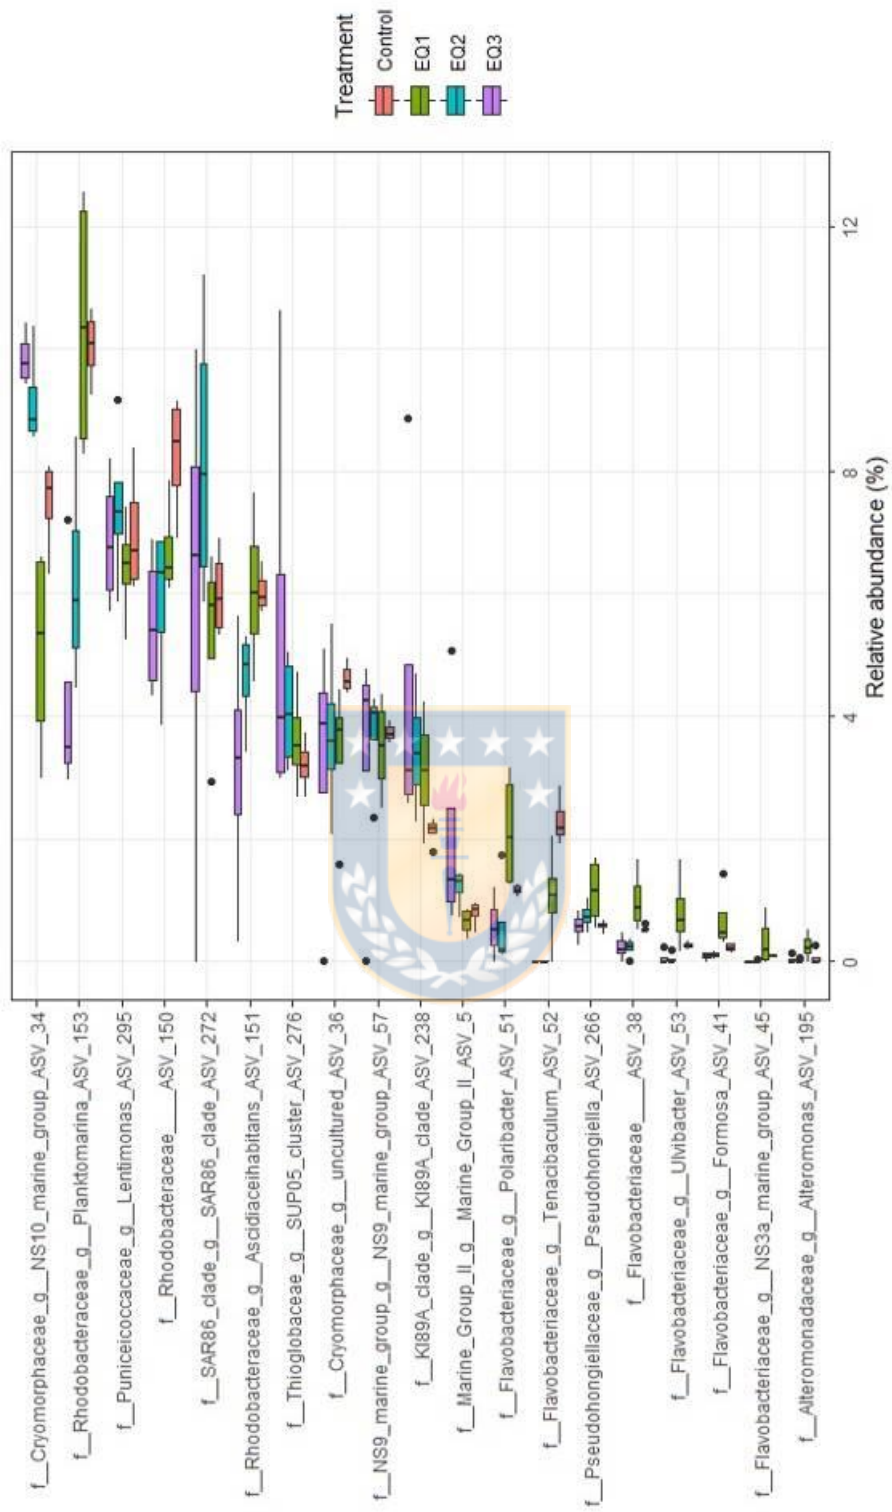 Treatment
Control
EQ1
EQ2
EQ3
f__Cryomorphaceae_g__NS10_marine_group_ASV_34
f__Rhodobacteraceae_g__Planktomarina_ASV_153
f__Puniceicoccaceae_g__Lentimonas_ASV_295
f__Rhodobacteraceae____ASV_150
f__SAR86_clade_g__SAR86_clade_ASV_272
f__Rhodobacteraceae_g__Ascidiaceihabitans_ASV_151
f__Thioglobaceae_g__SUP05_cluster_ASV_276
f__Cryomorphaceae_g__uncultured_ASV_36
f__NS9_marine_group_g__NS9_marine_group_ASV_57
f__KI89A_clade_g__KI89A_clade_ASV_238
f__Marine_Group_II_g__Marine_Group_II_ASV_5
f__Flavobacteriaceae_g__Polaribacter_ASV_51
f__Flavobacteriaceae_g__Tenacibaculum_ASV_52
f__Pseudohongiellaceae_g__Pseudohongiella_ASV_266
f__Flavobacteriaceae____ASV_38
f__Flavobacteriaceae_g__Ulvibacter_ASV_53
f__Flavobacteriaceae_g__Formosa_ASV_41
f__Flavobacteriaceae_g__NS3a_marine_group_ASV_45
f__Alteromonadaceae_g__Alteromonas_ASV_195
0
4
8
12
Relative abundance (%)